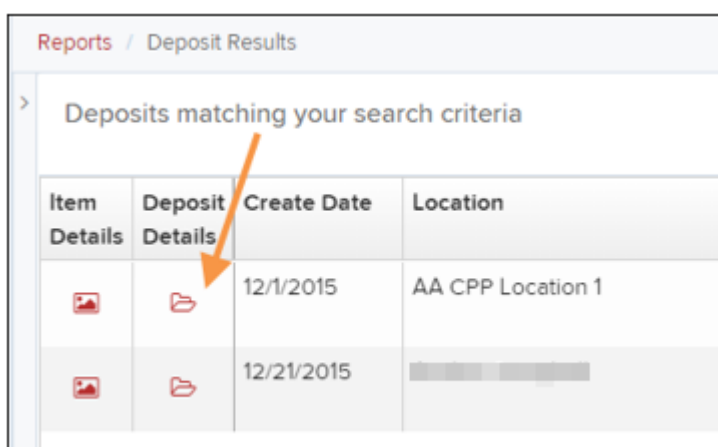 Reports / Deposit Results
>
Deposits matching your search criteria
Item Details Deposit Details Create Date Location
12/1/2015 AA CPP Location 1
12/21/2015